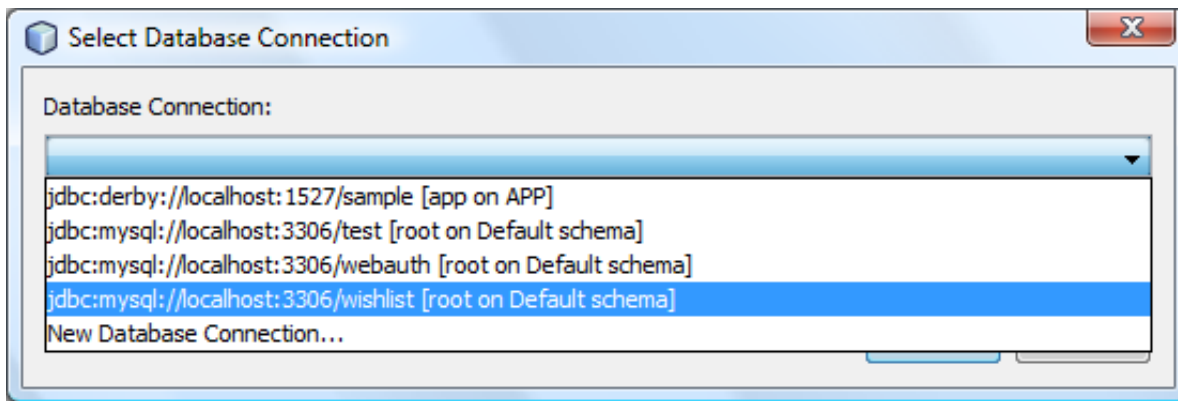 Select Database Connection
Database Connection:
jdbc:derby://localhost:1527/sample [app on APP]
jdbc:mysql://localhost:3306/test [root on Default schema]
jdbc:mysql://localhost:3306/webauth [root on Default schema]
jdbc:mysql://localhost:3306/wishlist [root on Default schema]
New Database Connection...